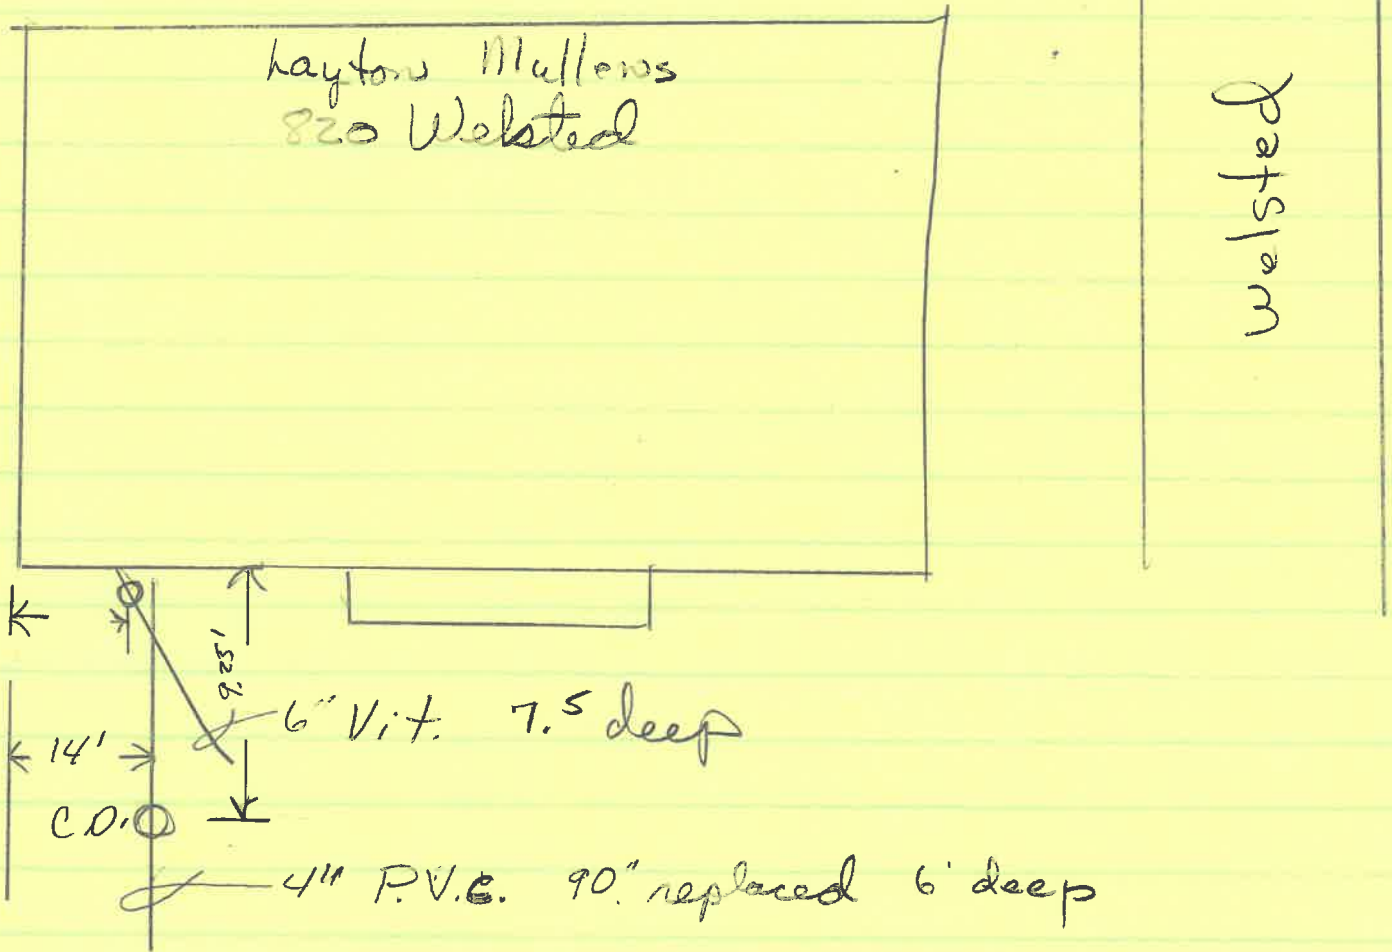 Layton Mullens
820 Welsted
Welsted
9.25'
6" Vit. 7.5 deep
14'
C.O.
4" P.V.C. 90" replaced 6' deep